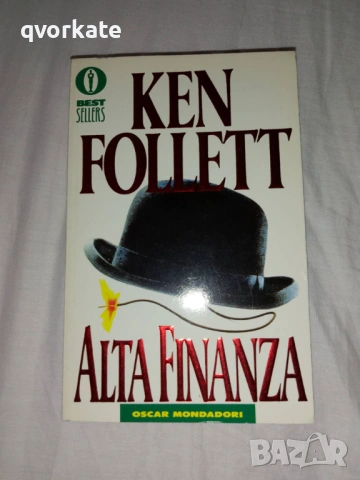 qvorkate
BEST
SELLERS
KEN
FOLLETT
ALTA FINANZA
OSCAR MONDADORI
BAZAR